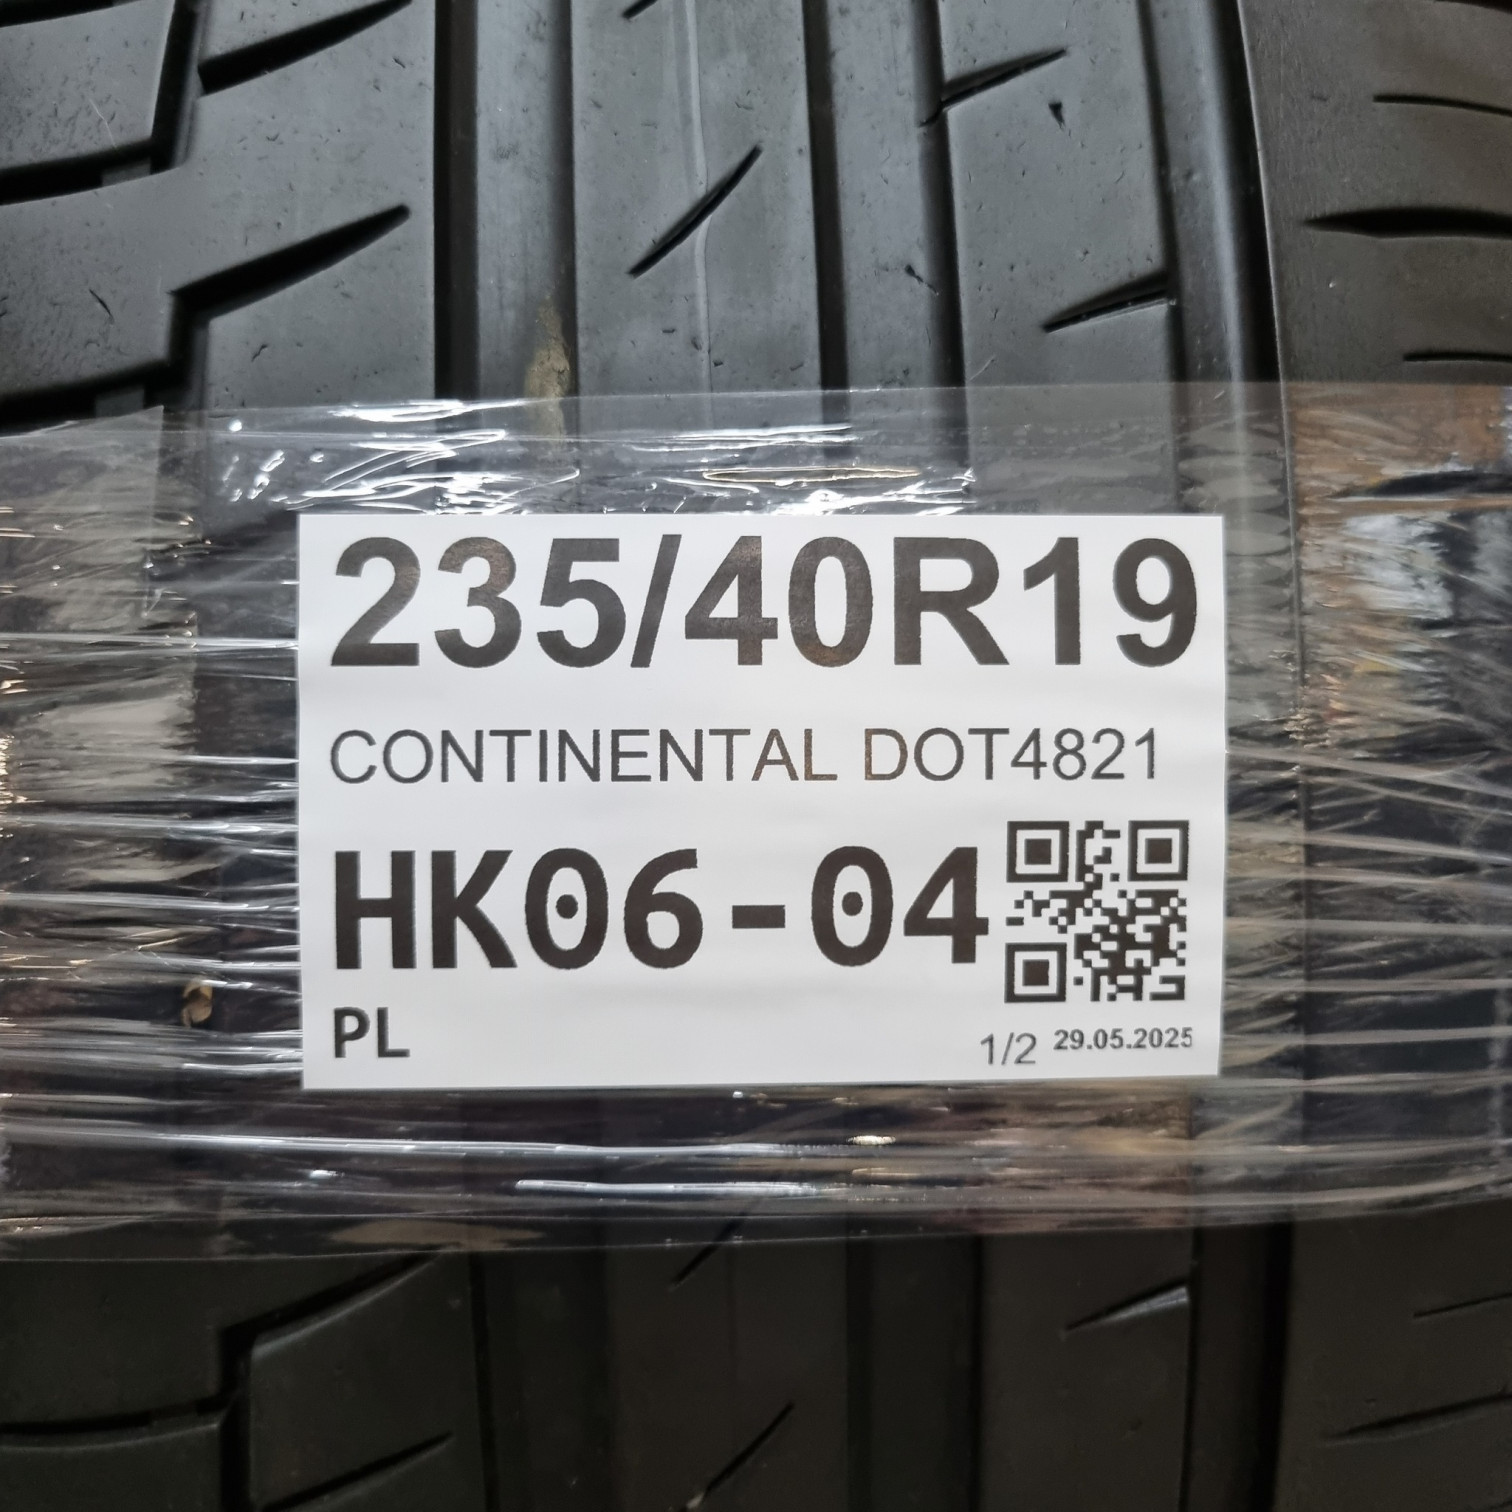 235/40R19
CONTINENTAL DOT4821
HK06-04
PL
1/2 29.05.2025